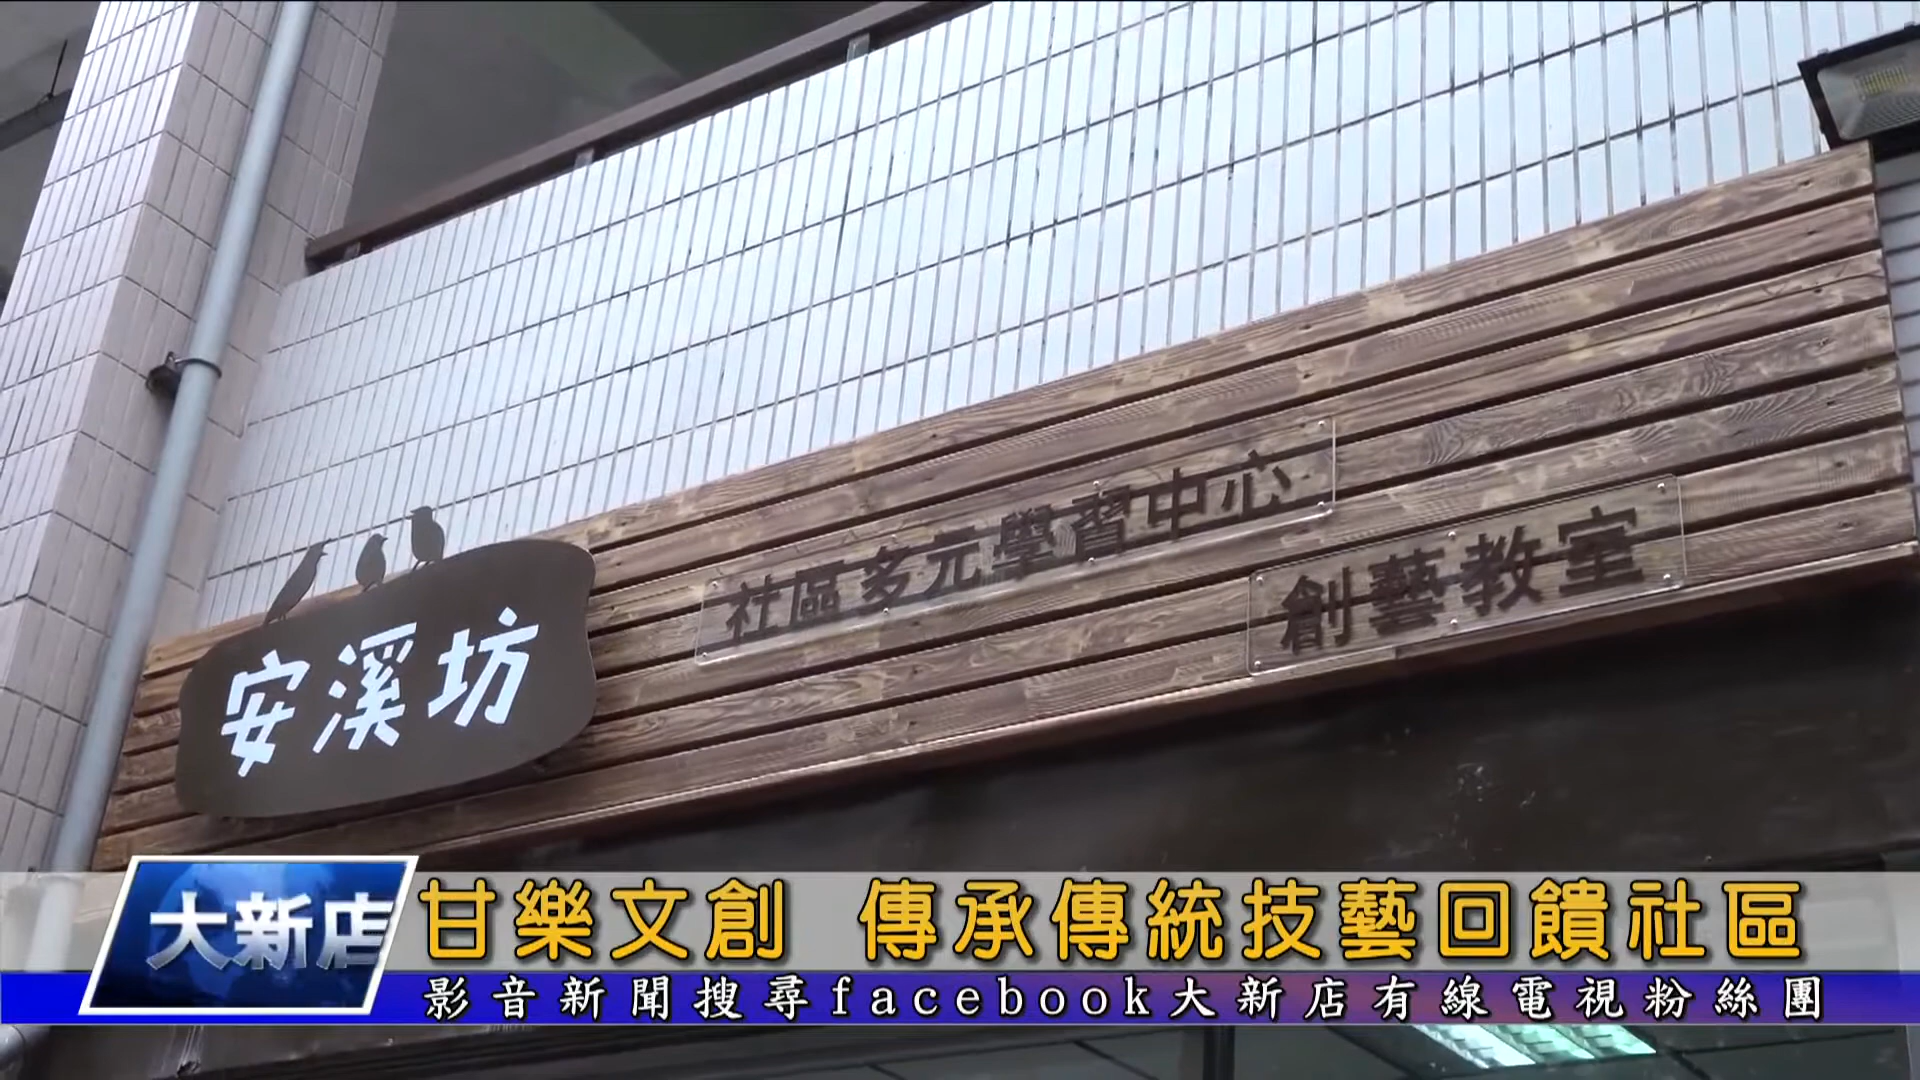 安溪坊
社區多元學習中心
創藝教室
大新店
甘樂文創 傳承傳統技藝回饋社區
影音新聞搜尋facebook大新店有線電視粉絲團